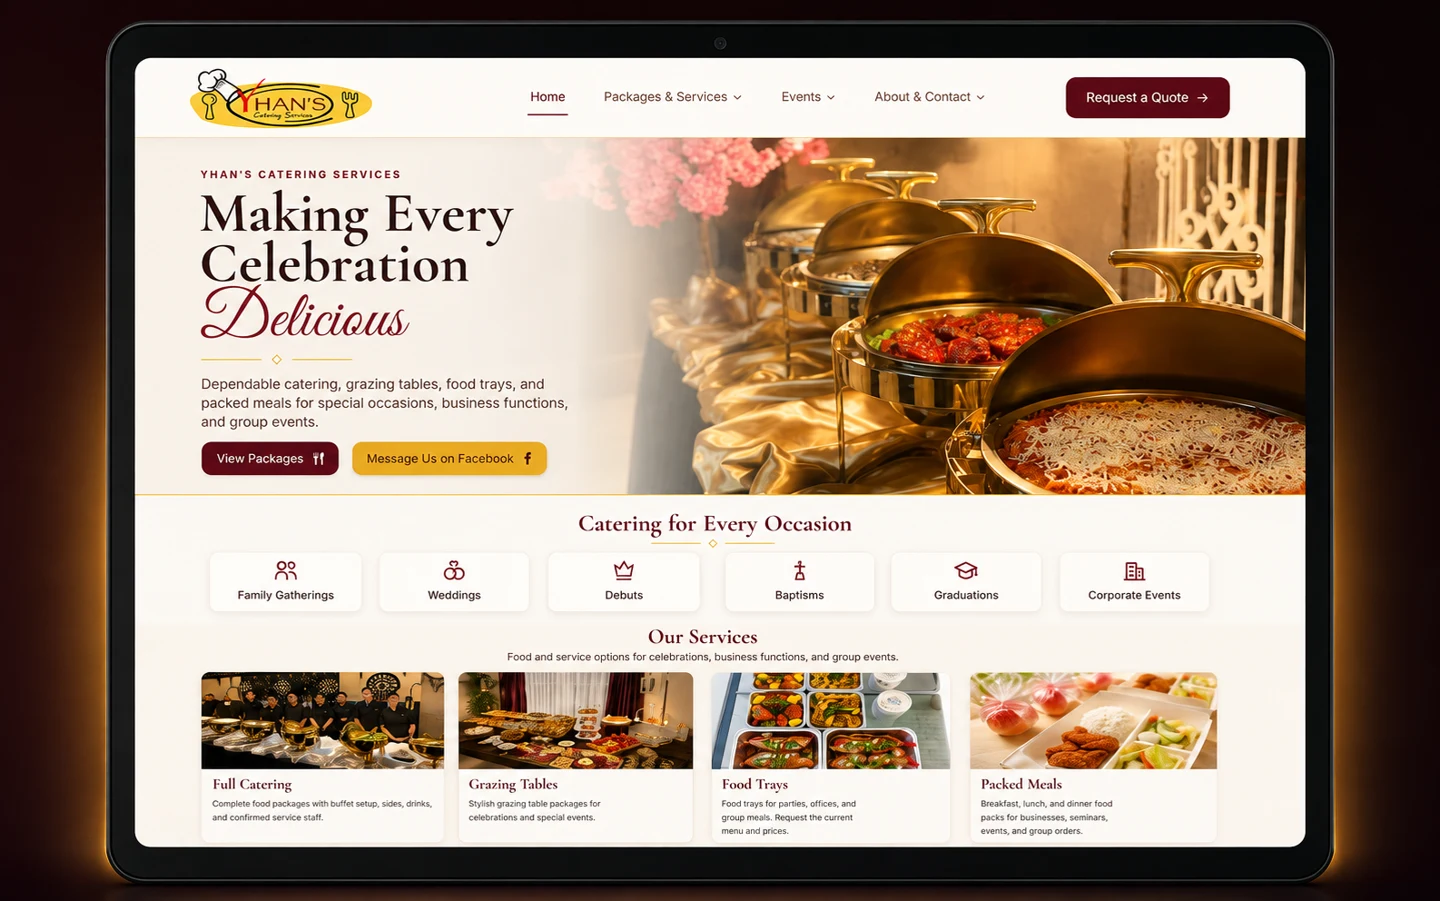 YHAN'S
Catering Services
Home
Packages & Services
Events
About & Contact
Request a Quote
YHAN'S CATERING SERVICES
Making Every
Celebration
Delicious
Dependable catering, grazing tables, food trays, and
packed meals for special occasions, business functions,
and group events.
View Packages
Message Us on Facebook
Catering for Every Occasion
Family Gatherings
Weddings
Debuts
Baptisms
Graduations
Corporate Events
Our Services
Food and service options for celebrations, business functions, and group events.
Full Catering
Complete food packages with buffet setup, sides, drinks,
and confirmed service staff.
Grazing Tables
Stylish grazing table packages for
celebrations and special events.
Food Trays
Food trays for parties, offices, and
group meals. Request the current
menu and prices.
Packed Meals
Breakfast, lunch, and dinner food
packs for businesses, seminars,
events, and group orders.